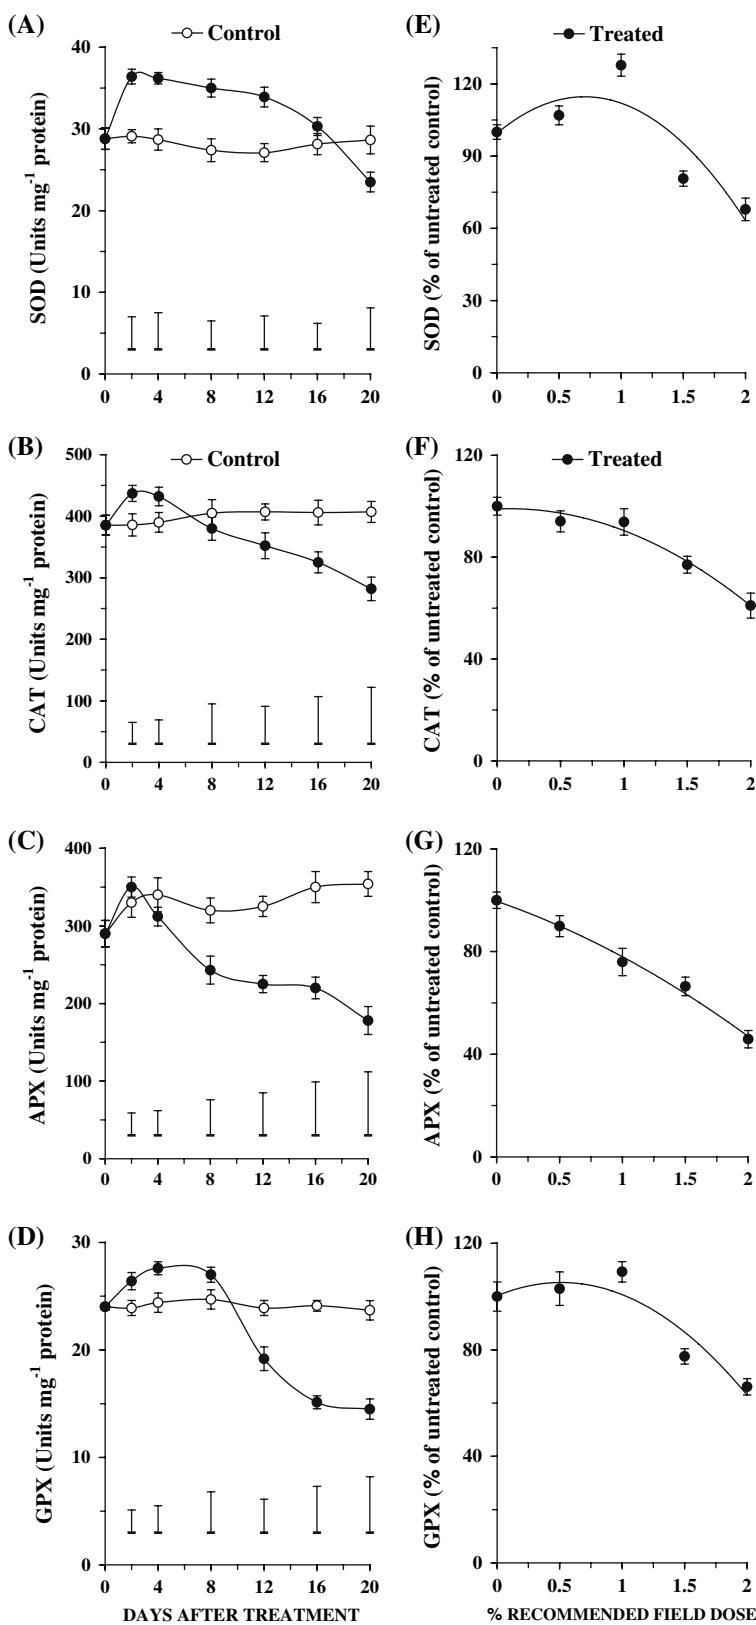 (A)
Control
SOD (Units mg-1 protein)
40
30
20
10
0
0 4 8 12 16 20
(E)
Treated
SOD (% of untreated control)
120
90
60
30
0
0 0.5 1 1.5 2
(B)
Control
CAT (Units mg-1 protein)
500
400
300
200
100
0
0 4 8 12 16 20
(F)
Treated
CAT (% of untreated control)
120
80
40
0
0 0.5 1 1.5 2
(C)
APX (Units mg-1 protein)
400
300
200
100
0
0 4 8 12 16 20
(G)
APX (% of untreated control)
120
80
40
0
0 0.5 1 1.5 2
(D)
GPX (Units mg-1 protein)
30
20
10
0
0 4 8 12 16 20
DAYS AFTER TREATMENT
(H)
GPX (% of untreated control)
120
80
40
0
0 0.5 1 1.5 2
% RECOMMENDED FIELD DOSE